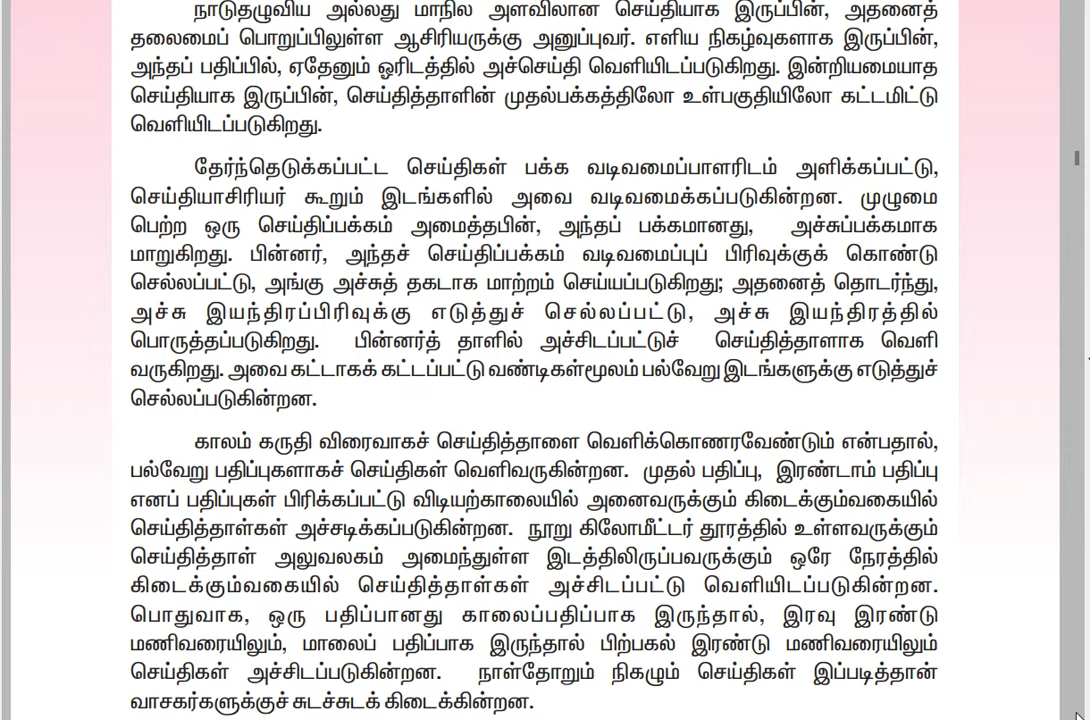 நாடுதழுவிய அல்லது மாநில அளவிலான செய்தியாக இருப்பின், அதனைத்
தலைமைப் பொறுப்பிலுள்ள ஆசிரியருக்கு அனுப்புவர். எளிய நிகழ்வுகளாக இருப்பின்,
அந்தப் பதிப்பில், ஏதேனும் ஓரிடத்தில் அச்செய்தி வெளியிடப்படுகிறது. இன்றியமையாத
செய்தியாக இருப்பின், செய்தித்தாளின் முதல்பக்கத்திலோ உள்பகுதியிலோ கட்டமிட்டு
வெளியிடப்படுகிறது.
தேர்ந்தெடுக்கப்பட்ட செய்திகள் பக்க வடிவமைப்பாளரிடம் அளிக்கப்பட்டு,
செய்தியாசிரியர் கூறும் இடங்களில் அவை வடிவமைக்கப்படுகின்றன. முழுமை
பெற்ற ஒரு செய்திப்பக்கம் அமைத்தபின், அந்தப் பக்கமானது, அச்சுப்பக்கமாக
மாறுகிறது. பின்னர், அந்தச் செய்திப்பக்கம் வடிவமைப்புப் பிரிவுக்குக் கொண்டு
செல்லப்பட்டு, அங்கு அச்சுத் தகடாக மாற்றம் செய்யப்படுகிறது; அதனைத் தொடர்ந்து,
அச்சு இயந்திரப்பிரிவுக்கு எடுத்துச் செல்லப்பட்டு, அச்சு இயந்திரத்தில்
பொருத்தப்படுகிறது. பின்னர்த் தாளில் அச்சிடப்பட்டுச் செய்தித்தாளாக வெளி
வருகிறது. அவை கட்டாகக் கட்டப்பட்டு வண்டிகள்மூலம் பல்வேறு இடங்களுக்கு எடுத்துச்
செல்லப்படுகின்றன.
காலம் கருதி விரைவாகச் செய்தித்தாளை வெளிக்கொணரவேண்டும் என்பதால்,
பல்வேறு பதிப்புகளாகச் செய்திகள் வெளிவருகின்றன. முதல் பதிப்பு, இரண்டாம் பதிப்பு
எனப் பதிப்புகள் பிரிக்கப்பட்டு விடியற்காலையில் அனைவருக்கும் கிடைக்கும்வகையில்
செய்தித்தாள்கள் அச்சடிக்கப்படுகின்றன. நூறு கிலோமீட்டர் தூரத்தில் உள்ளவருக்கும்
செய்தித்தாள் அலுவலகம் அமைந்துள்ள இடத்திலிருப்பவருக்கும் ஒரே நேரத்தில்
கிடைக்கும்வகையில் செய்தித்தாள்கள் அச்சிடப்பட்டு வெளியிடப்படுகின்றன.
பொதுவாக, ஒரு பதிப்பானது காலைப்பதிப்பாக இருந்தால், இரவு இரண்டு
மணிவரையிலும், மாலைப் பதிப்பாக இருந்தால் பிற்பகல் இரண்டு மணிவரையிலும்
செய்திகள் அச்சிடப்படுகின்றன. நாள்தோறும் நிகழும் செய்திகள் இப்படித்தான்
வாசகர்களுக்குச் சுடச்சுடக் கிடைக்கின்றன.